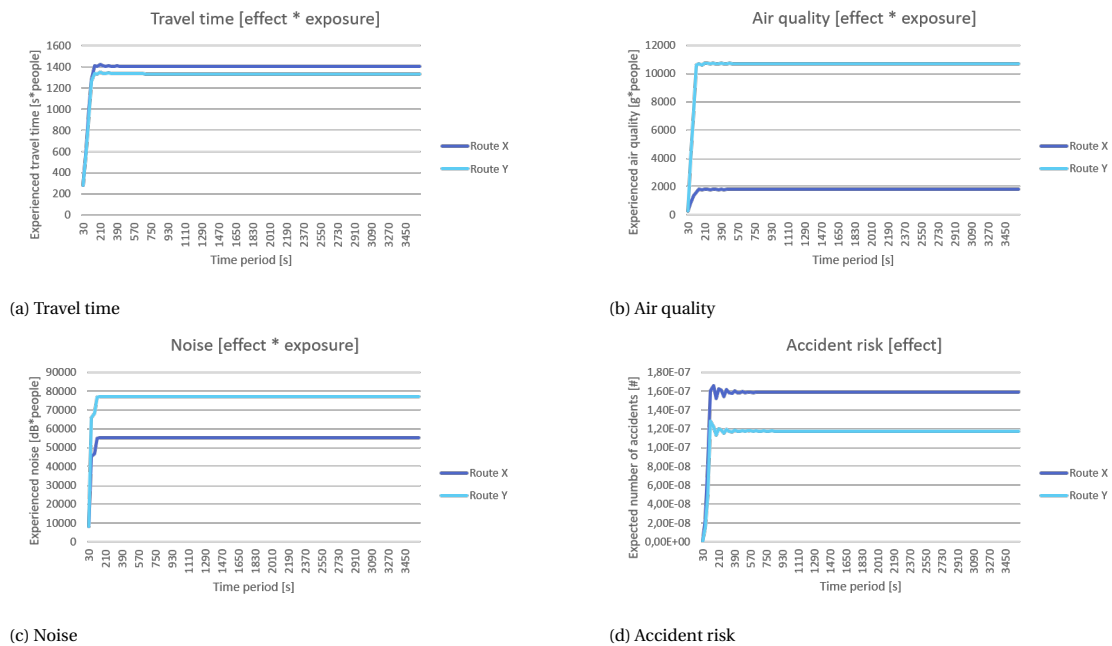 Travel time [effect * exposure]
Experienced travel time [s*people]
1600
1400
1200
1000
800
600
400
200
0
30 210 390 570 750 930 1110 1290 1470 1650 1830 2010 2190 2370 2550 2730 2910 3090 3270 3450
Time period [s]
Route X
Route Y
(a) Travel time
Air quality [effect * exposure]
Experienced air quality [g*people]
12000
10000
8000
6000
4000
2000
0
30 210 390 570 750 930 1110 1290 1470 1650 1830 2010 2190 2370 2550 2730 2910 3090 3270 3450
Time period [s]
Route X
Route Y
(b) Air quality
Noise [effect * exposure]
Experienced noise [dB*people]
90000
80000
70000
60000
50000
40000
30000
20000
10000
0
30 210 390 570 750 930 1110 1290 1470 1650 1830 2010 2190 2370 2550 2730 2910 3090 3270 3450
Time period [s]
Route X
Route Y
(c) Noise
Accident risk [effect]
Expected number of accidents [#]
1,80E-07
1,60E-07
1,40E-07
1,20E-07
1,00E-07
8,00E-08
6,00E-08
4,00E-08
2,00E-08
0,00E+00
30 210 390 570 750 930 1110 1290 1470 1650 1830 2010 2190 2370 2550 2730 2910 3090 3270 3450
Time period [s]
Route X
Route Y
(d) Accident risk